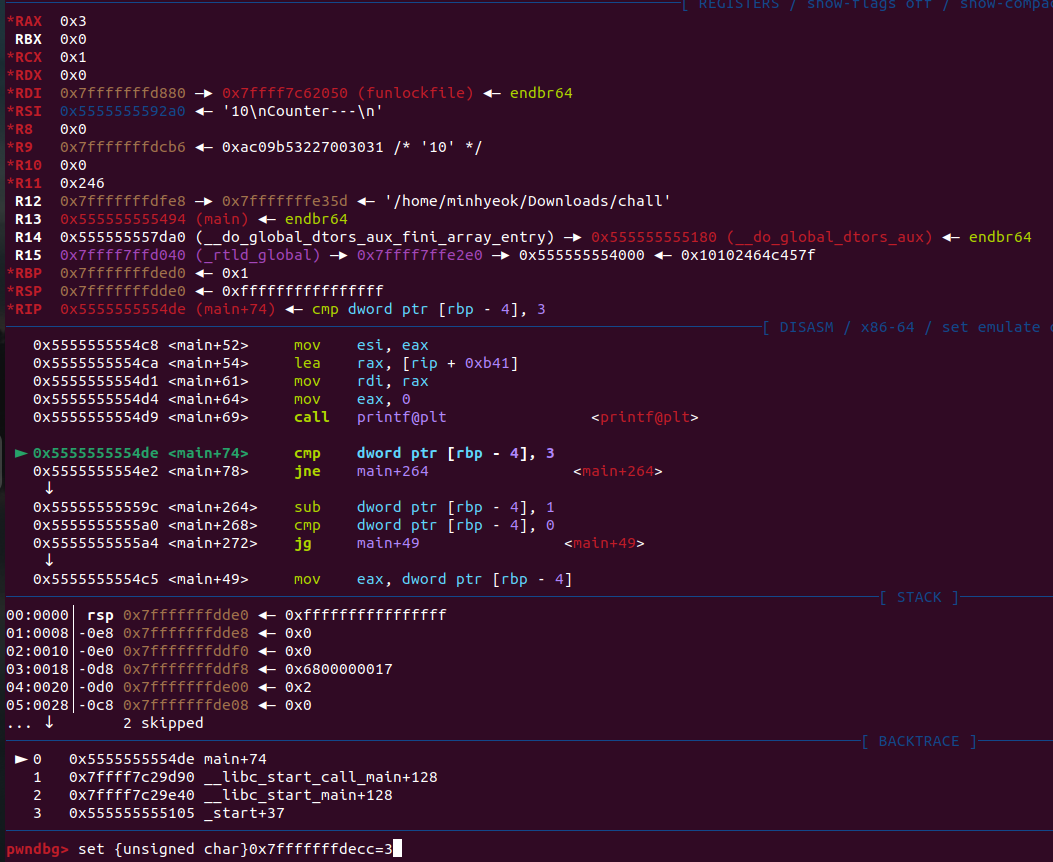 [ REGISTERS / show-flags off / show-compac
*RAX  0x3
 RBX  0x0
*RCX  0x1
*RDX  0x0
*RDI  0x7fffffffd880 —▸ 0x7ffff7c62050 (funlockfile) ◂— endbr64
*RSI  0x5555555592a0 ◂— '10\nCounter---\n'
*R8   0x0
*R9   0x7fffffffdcb6 ◂— 0xac09b53227003031 /* '10' */
*R10  0x0
*R11  0x246
 R12  0x7fffffffdfe8 —▸ 0x7fffffffe35d ◂— '/home/minhyeok/Downloads/chall'
 R13  0x555555555494 (main) ◂— endbr64
 R14  0x555555557da0 (__do_global_dtors_aux_fini_array_entry) —▸ 0x555555555180 (__do_global_dtors_aux) ◂— endbr64
 R15  0x7ffff7ffd040 (_rtld_global) —▸ 0x7ffff7ffe2e0 —▸ 0x555555554000 ◂— 0x10102464c457f
*RBP  0x7fffffffded0 ◂— 0x1
*RSP  0x7fffffffdde0 ◂— 0xffffffffffffffff
*RIP  0x5555555554de (main+74) ◂— cmp dword ptr [rbp - 4], 3
[ DISASM / x86-64 / set emulate o
   0x5555555554c8 <main+52>     mov    esi, eax
   0x5555555554ca <main+54>     lea    rax, [rip + 0xb41]
   0x5555555554d1 <main+61>     mov    rdi, rax
   0x5555555554d4 <main+64>     mov    eax, 0
   0x5555555554d9 <main+69>     call   printf@plt                <printf@plt>
 ► 0x5555555554de <main+74>     cmp    dword ptr [rbp - 4], 3
   0x5555555554e2 <main+78>     jne    main+264                <main+264>
    ↓
   0x55555555559c <main+264>    sub    dword ptr [rbp - 4], 1
   0x5555555555a0 <main+268>    cmp    dword ptr [rbp - 4], 0
   0x5555555555a4 <main+272>    jg     main+49                <main+49>
    ↓
   0x5555555554c5 <main+49>     mov    eax, dword ptr [rbp - 4]
[ STACK ]
00:0000│ rsp 0x7fffffffdde0 ◂— 0xffffffffffffffff
01:0008│-0e8 0x7fffffffdde8 ◂— 0x0
02:0010│-0e0 0x7fffffffddf0 ◂— 0x0
03:0018│-0d8 0x7fffffffddf8 ◂— 0x6800000017
04:0020│-0d0 0x7fffffffde00 ◂— 0x2
05:0028│-0c8 0x7fffffffde08 ◂— 0x0
... ↓        2 skipped
[ BACKTRACE ]
 ► 0   0x5555555554de main+74
   1   0x7ffff7c29d90 __libc_start_call_main+128
   2   0x7ffff7c29e40 __libc_start_main+128
   3   0x555555555105 _start+37
pwndbg> set {unsigned char}0x7fffffffdecc=3